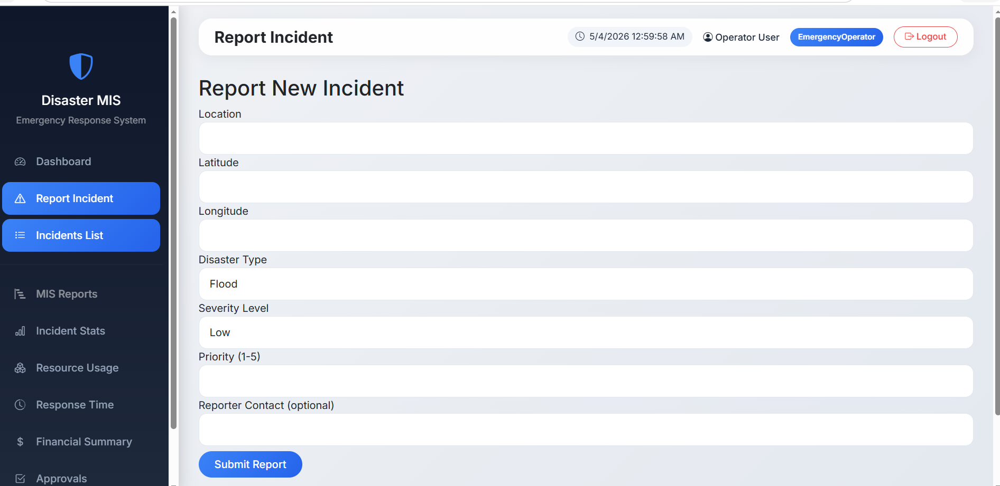 Disaster MIS
Emergency Response System
Dashboard
Report Incident
Incidents List
MIS Reports
Incident Stats
Resource Usage
Response Time
Financial Summary
Approvals
Report Incident
5/4/2026 12:59:58 AM
Operator User
EmergencyOperator
Logout
Report New Incident
Location
Latitude
Longitude
Disaster Type
Flood
Severity Level
Low
Priority (1-5)
Reporter Contact (optional)
Submit Report